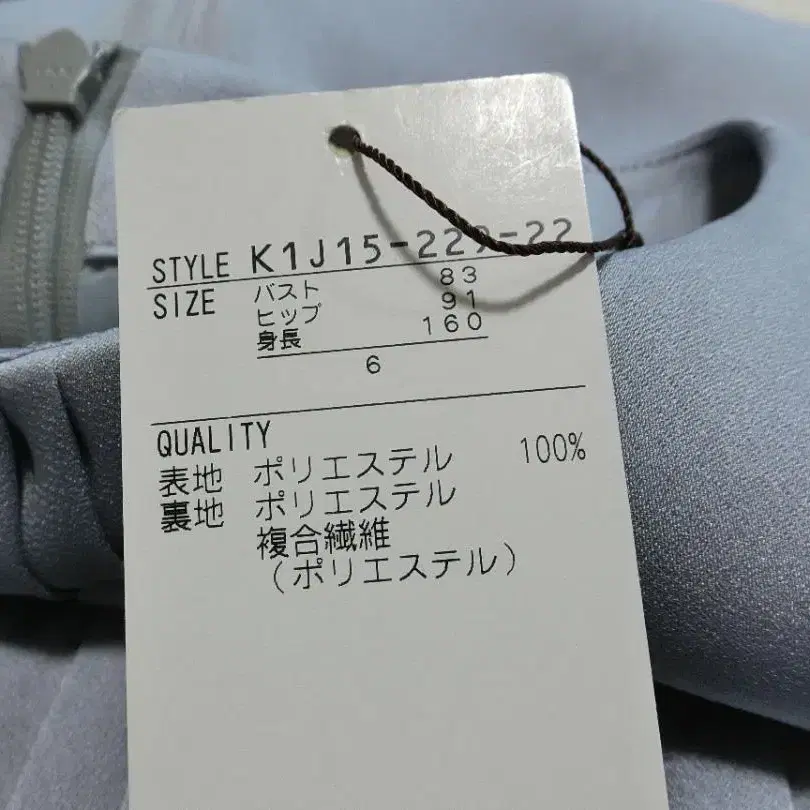 STYLE K1J15-229-22
SIZE バスト 83
ヒップ 91
身長 160
6
QUALITY
表地 ポリエステル 100%
裏地 ポリエステル
複合繊維
(ポリエステル)